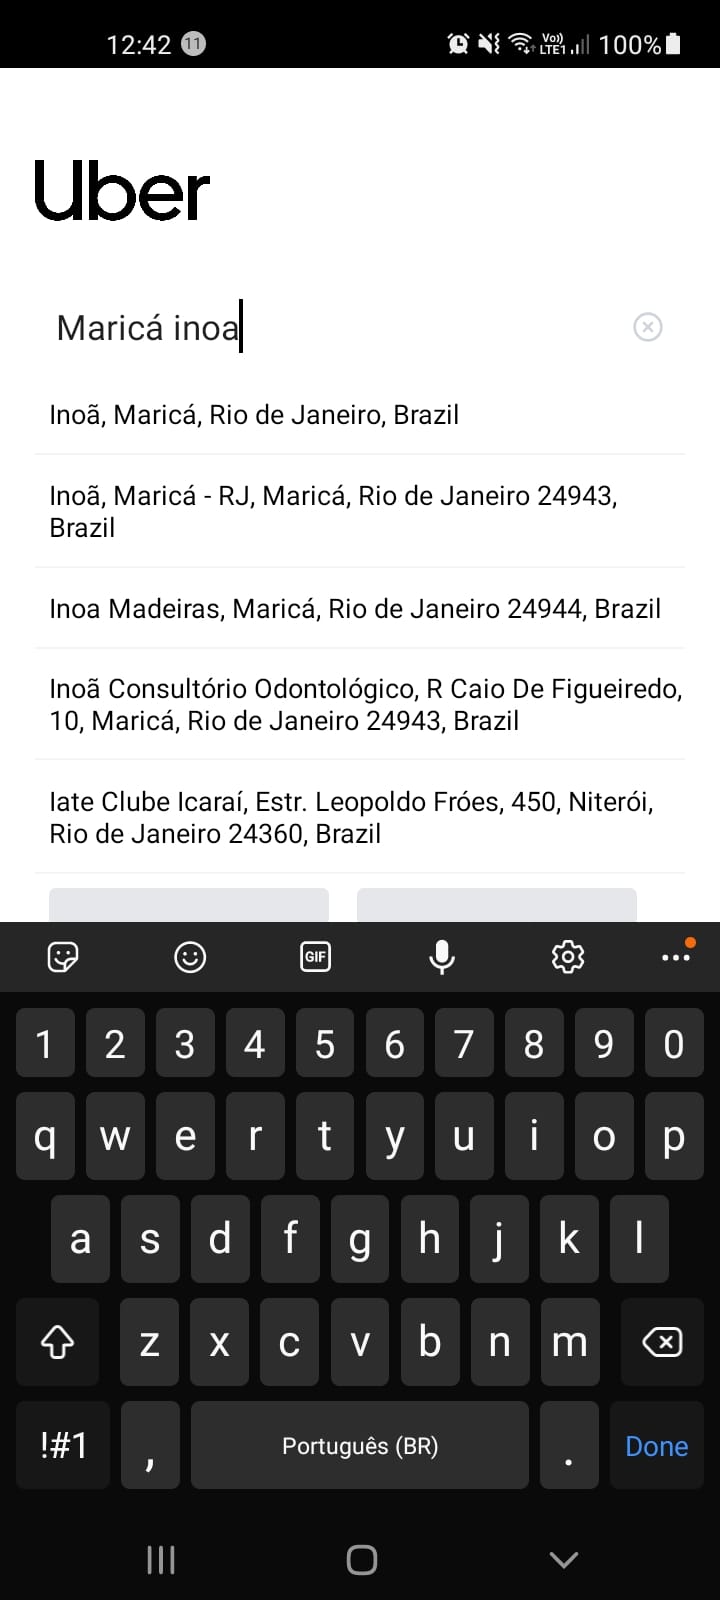 12:42 11 Vo)) LTE1 100%
Uber
Maricá inoa
Inoã, Maricá, Rio de Janeiro, Brazil
Inoã, Maricá - RJ, Maricá, Rio de Janeiro 24943,
Brazil
Inoa Madeiras, Maricá, Rio de Janeiro 24944, Brazil
Inoã Consultório Odontológico, R Caio De Figueiredo,
10, Maricá, Rio de Janeiro 24943, Brazil
Iate Clube Icaraí, Estr. Leopoldo Fróes, 450, Niterói,
Rio de Janeiro 24360, Brazil
GIF
1 2 3 4 5 6 7 8 9 0
q w e r t y u i o p
a s d f g h j k l
z x c v b n m
!#1 , Português (BR) . Done